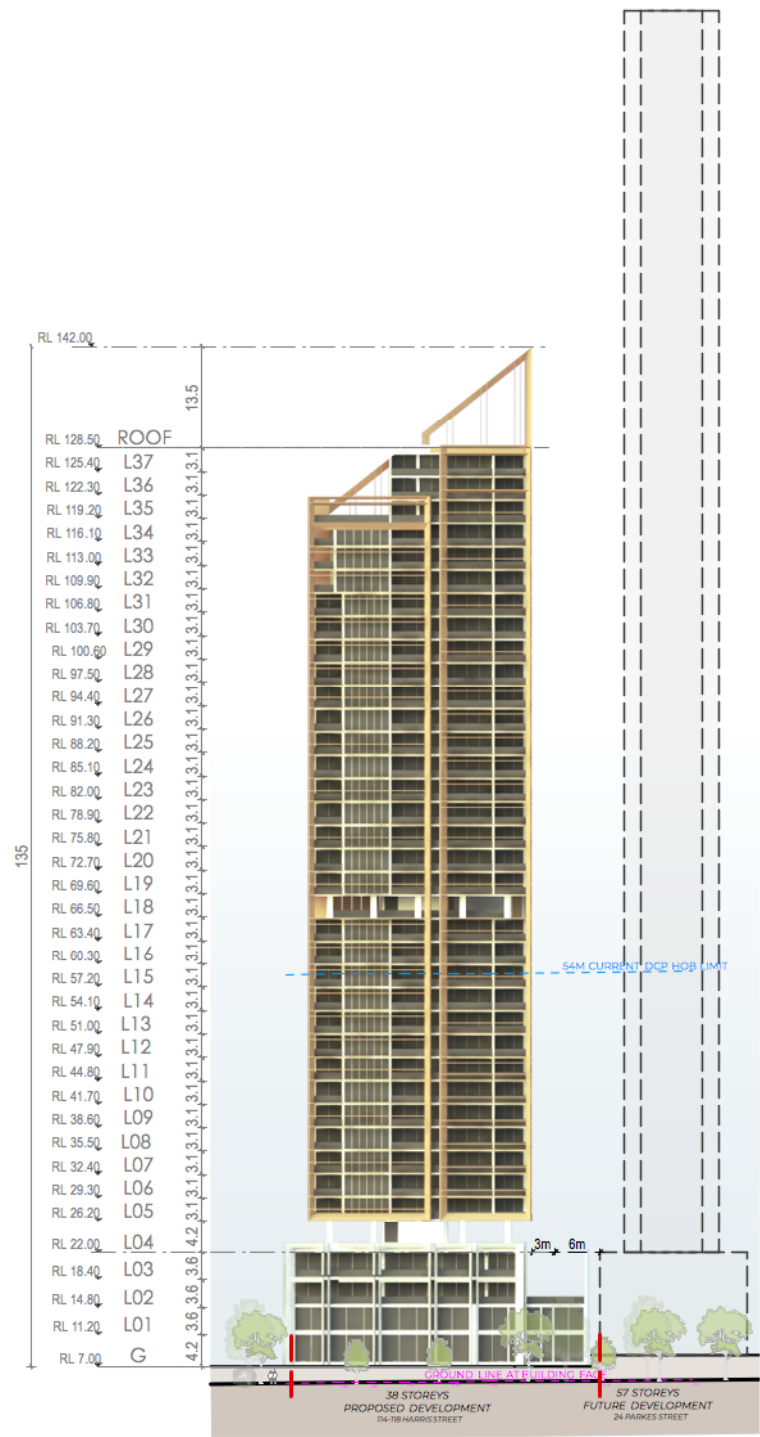 RL 142.00
13.5
RL 128.50 ROOF
RL 125.40 L37 3.1
RL 122.30 L36 3.1
RL 119.20 L35 3.1
RL 116.10 L34 3.1
RL 113.00 L33 3.1
RL 109.90 L32 3.1
RL 106.80 L31 3.1
RL 103.70 L30 3.1
RL 100.60 L29 3.1
RL 97.50 L28 3.1
RL 94.40 L27 3.1
RL 91.30 L26 3.1
RL 88.20 L25 3.1
RL 85.10 L24 3.1
RL 82.00 L23 3.1
RL 78.90 L22 3.1
RL 75.80 L21 3.1
135
RL 72.70 L20 3.1
RL 69.60 L19 3.1
RL 66.50 L18 3.1
RL 63.40 L17 3.1
RL 60.30 L16 3.1
54M CURRENT DCP HOB LIMIT
RL 57.20 L15 3.1
RL 54.10 L14 3.1
RL 51.00 L13 3.1
RL 47.90 L12 3.1
RL 44.80 L11 3.1
RL 41.70 L10 3.1
RL 38.60 L09 3.1
RL 35.50 L08 3.1
RL 32.40 L07 3.1
RL 29.30 L06 3.1
RL 26.20 L05 3.1
RL 22.00 L04 4.2
3m 6m
RL 18.40 L03 3.6
RL 14.80 L02 3.6
RL 11.20 L01 3.6
RL 7.00 G 4.2
GROUND LINE AT BUILDING FACE
38 STOREYS
PROPOSED DEVELOPMENT
114-118 HARRIS STREET
57 STOREYS
FUTURE DEVELOPMENT
24 PARKES STREET